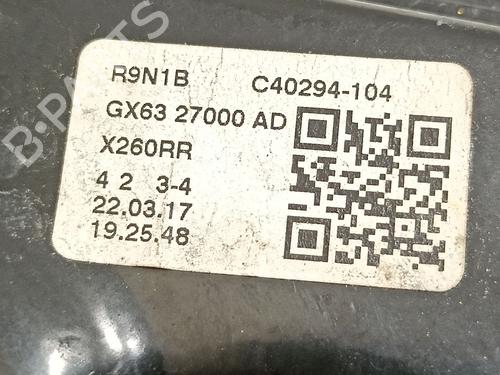 R9N1B C40294-104
GX63 27000 AD
X260RR
4 2 3-4
22.03.17
19.25.48
B-PARTS